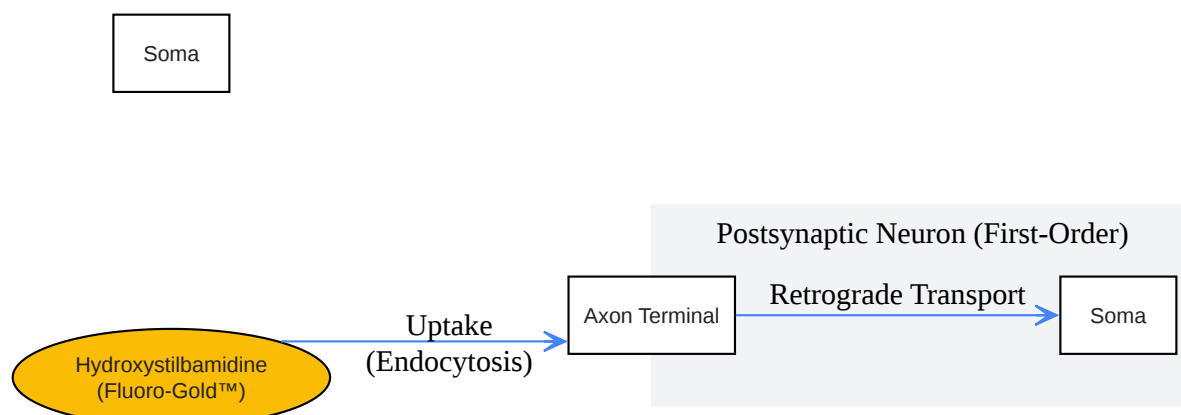 Soma
Postsynaptic Neuron (First-Order)
Axon Terminal
Retrograde Transport
Soma
Uptake
(Endocytosis)
Hydroxystilbamidine
(Fluoro-Gold™)